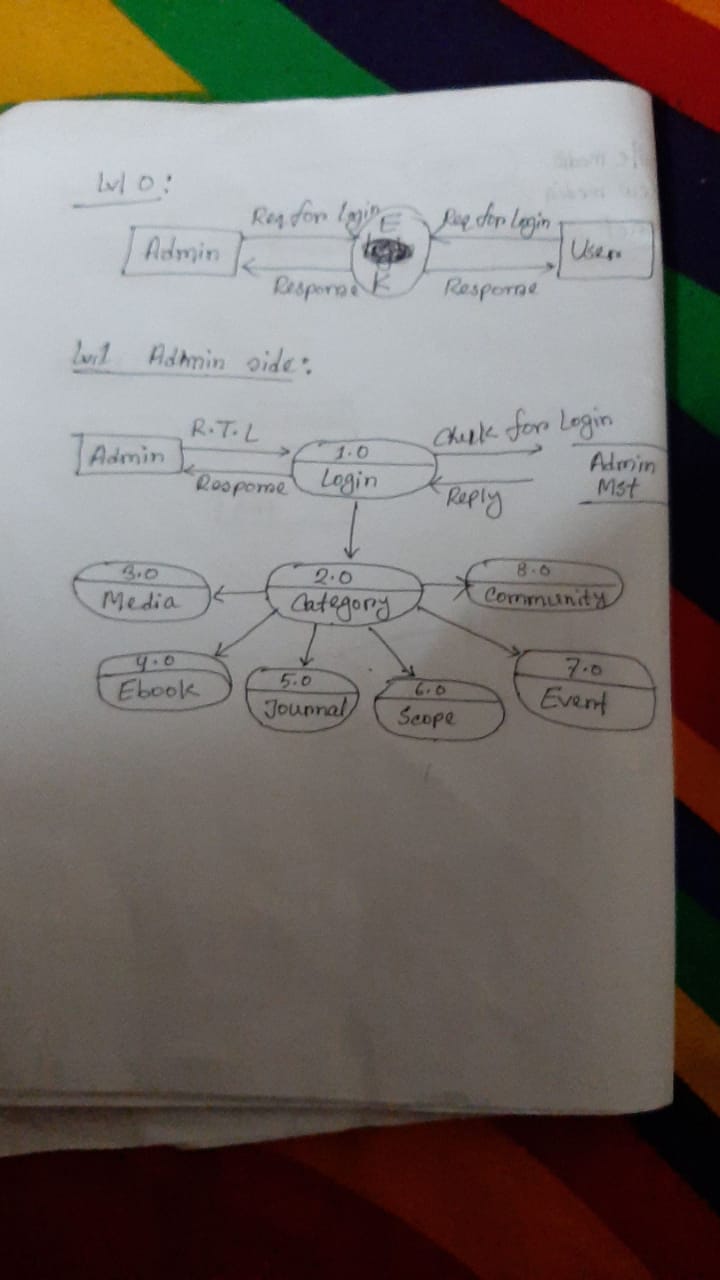 Lvl 0:
Req for login
E
Req for Login
Admin
User
Response
K
Response
Lvl1 Admin side:
R.T.L
Check for Login
Admin
1.0
Login
Admin
Mst
Response
Reply
3.0
Media
2.0
Category
8.0
Community
4.0
Ebook
5.0
Journal
6.0
Scope
7.0
Event